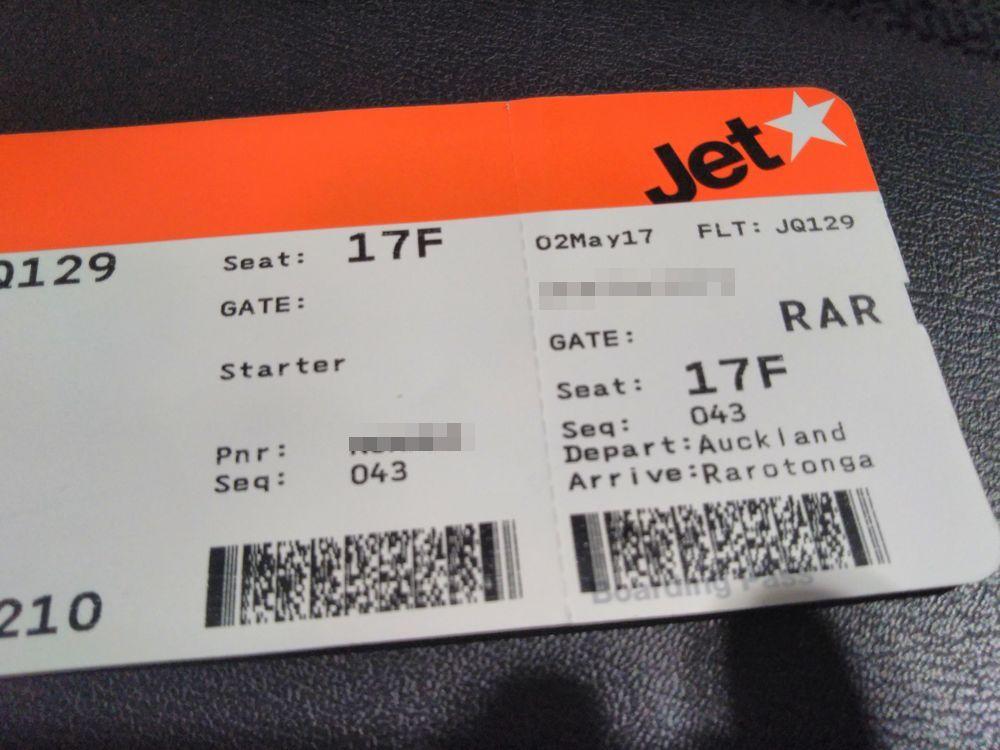 Jet
Q129
Seat: 17F
GATE:
Starter
Pnr:
Seq: 043
210
02May17 FLT: JQ129
RAR
GATE:
Seat: 17F
Seq: 043
Depart:Auckland
Arrive:Rarotonga
Boarding Pass